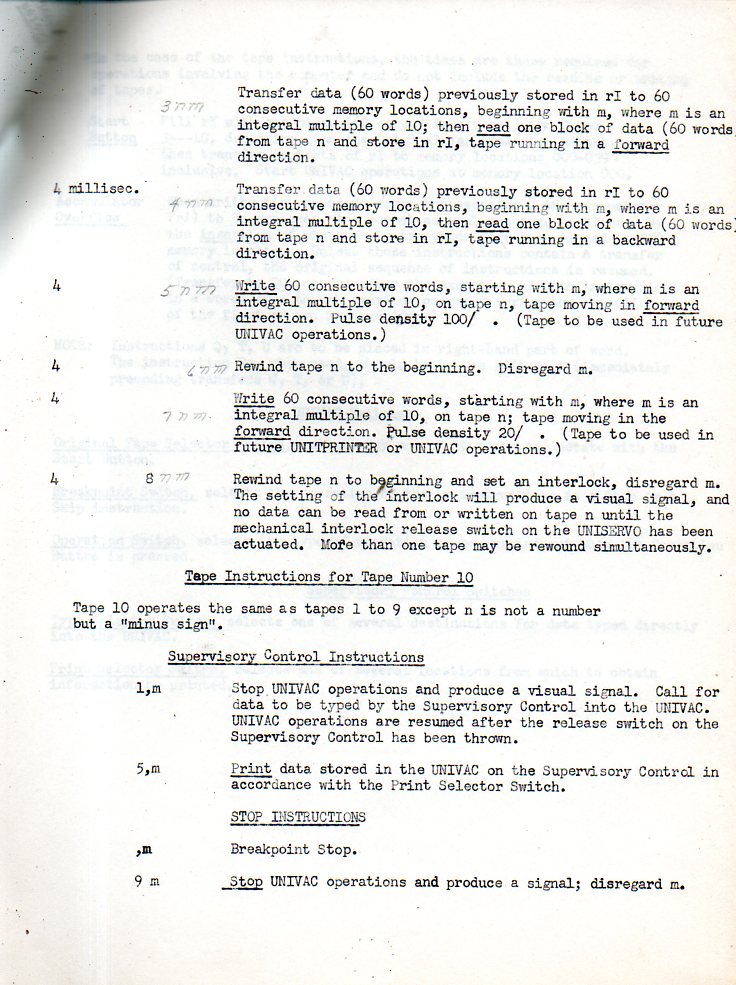 Transfer data (60 words) previously stored in rI to 60
3 n m consecutive memory locations, beginning with m, where m is an
integral multiple of 10; then read one block of data (60 words
from tape n and store in rI, tape running in a forward
direction.
4 millisec. Transfer data (60 words) previously stored in rI to 60
4 n m consecutive memory locations, beginning with m, where m is an
integral multiple of 10, then read one block of data (60 words)
from tape n and store in rI, tape running in a backward
direction.
4 5 n m Write 60 consecutive words, starting with m, where m is an
integral multiple of 10, on tape n, tape moving in forward
direction. Pulse density 100/ . (Tape to be used in future
UNIVAC operations.)
4 6 n m Rewind tape n to the beginning. Disregard m.
4 Write 60 consecutive words, starting with m, where m is an
7 n m. integral multiple of 10, on tape n; tape moving in the
forward direction. Pulse density 20/ . (Tape to be used in
future UNITPRINTER or UNIVAC operations.)
4 8 n m Rewind tape n to beginning and set an interlock, disregard m.
The setting of the interlock will produce a visual signal, and
no data can be read from or written on tape n until the
mechanical interlock release switch on the UNISERVO has been
actuated. More than one tape may be rewound simultaneously.
Tape Instructions for Tape Number 10
Tape 10 operates the same as tapes 1 to 9 except n is not a number
but a "minus sign".
Supervisory Control Instructions
1,m Stop UNIVAC operations and produce a visual signal. Call for
data to be typed by the Supervisory Control into the UNIVAC.
UNIVAC operations are resumed after the release switch on the
Supervisory Control has been thrown.
5,m Print data stored in the UNIVAC on the Supervisory Control in
accordance with the Print Selector Switch.
STOP INSTRUCTIONS
,m Breakpoint Stop.
9 m Stop UNIVAC operations and produce a signal; disregard m.